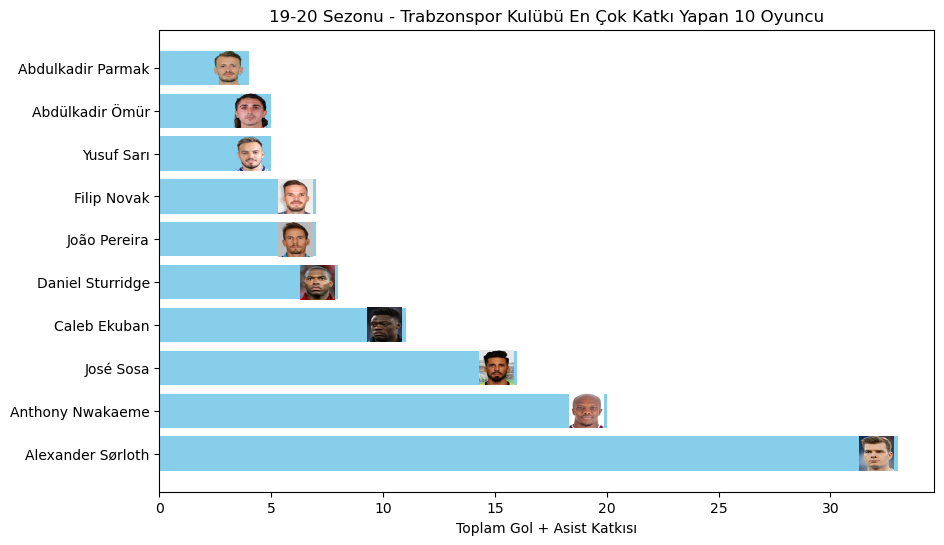 19-20 Sezonu - Trabzonspor Kulübü En Çok Katkı Yapan 10 Oyuncu
Abdulkadir Parmak
Abdülkadir Ömür
Yusuf Sarı
Filip Novak
João Pereira
Daniel Sturridge
Caleb Ekuban
José Sosa
Anthony Nwakaeme
Alexander Sørloth
0 5 10 15 20 25 30
Toplam Gol + Asist Katkısı